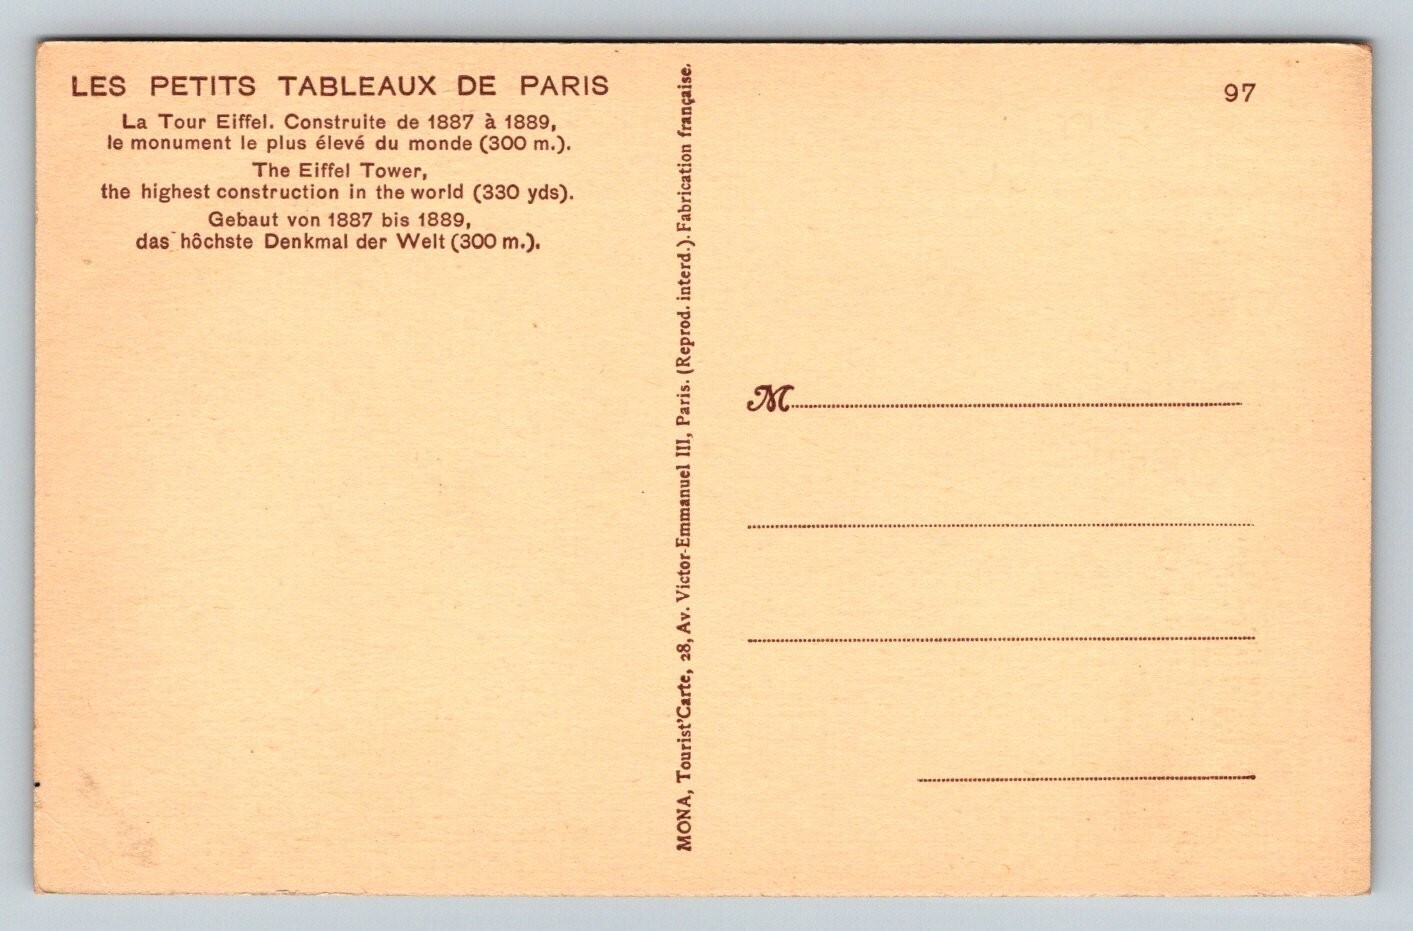 LES PETITS TABLEAUX DE PARIS
La Tour Eiffel. Construite de 1887 à 1889,
le monument le plus élevé du monde (300 m.).
The Eiffel Tower,
the highest construction in the world (330 yds).
Gebaut von 1887 bis 1889,
das hôchste Denkmal der Welt (300 m.).
MONA, Tourist'Carte, 28, Av. Victor-Emmanuel III, Paris. (Reprod. interd.). Fabrication française.
97
M